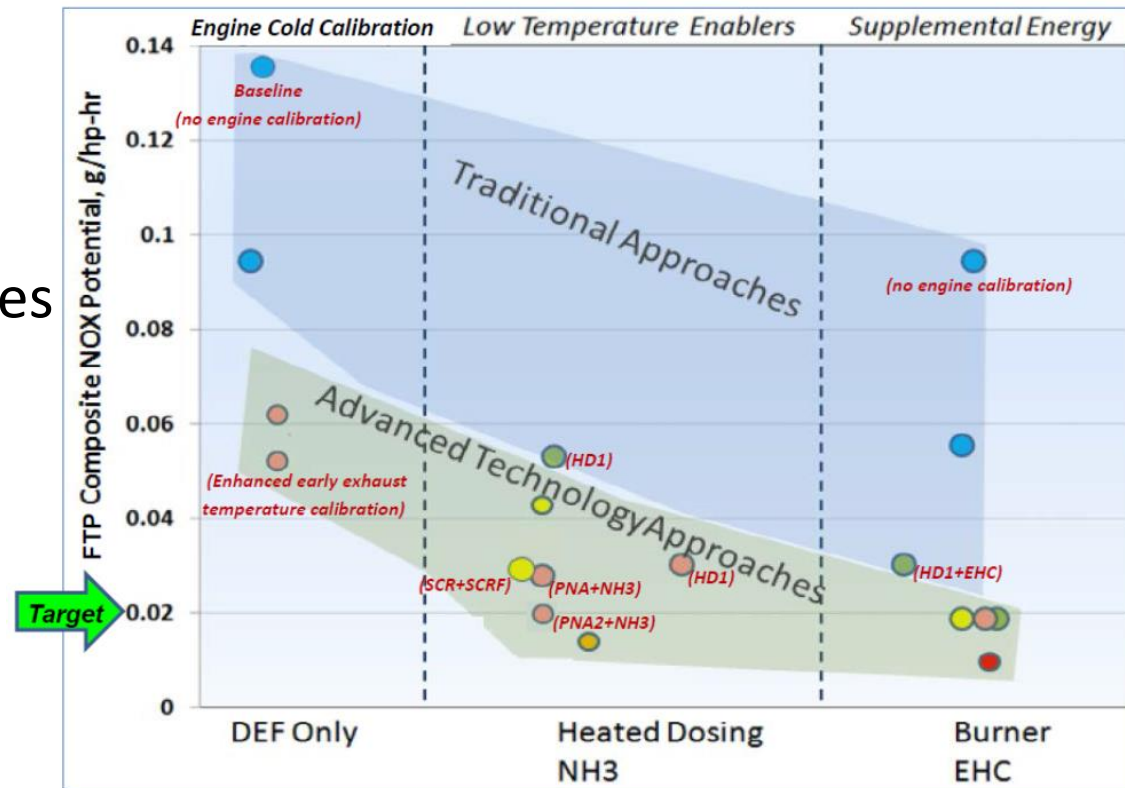 Engine Cold Calibration
Low Temperature Enablers
Supplemental Energy
FTP Composite NOX Potential, g/hp-hr
0.14
0.12
0.1
0.08
0.06
0.04
0.02
0
es
Target
Baseline
(no engine calibration)
Traditional Approaches
(no engine calibration)
Advanced Technology Approaches
(Enhanced early exhaust
temperature calibration)
(HD1)
(SCR+SCRF)
(PNA+NH3)
(HD1)
(PNA2+NH3)
(HD1+EHC)
DEF Only
Heated Dosing
NH3
Burner
EHC